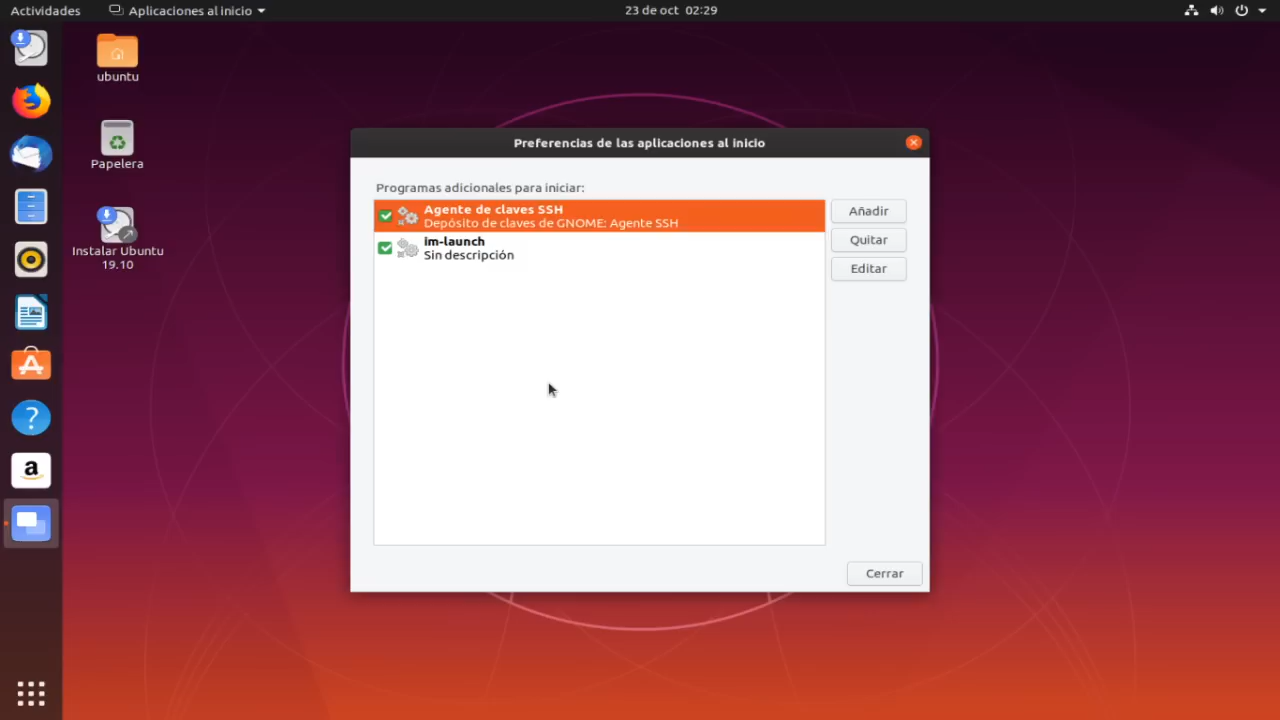 Actividades
Aplicaciones al inicio
23 de oct 02:29
ubuntu
Papelera
Instalar Ubuntu
19.10
Preferencias de las aplicaciones al inicio
Programas adicionales para iniciar:
Agente de claves SSH
Depósito de claves de GNOME: Agente SSH
im-launch
Sin descripción
Añadir
Quitar
Editar
Cerrar
?
a